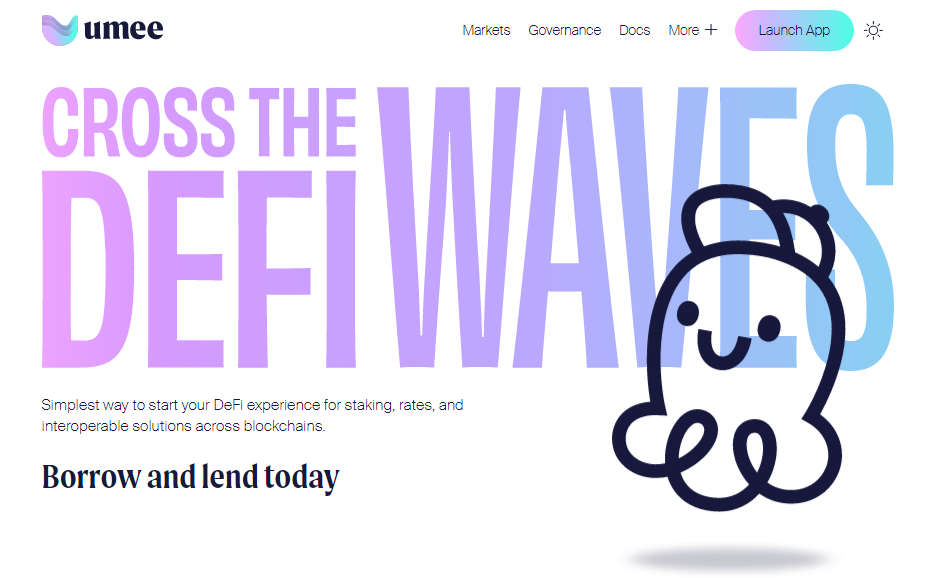 umee
Markets Governance Docs More Launch App
CROSS THE
DEFI WAVES
Simplest way to start your DeFi experience for staking, rates, and
interoperable solutions across blockchains.
Borrow and lend today